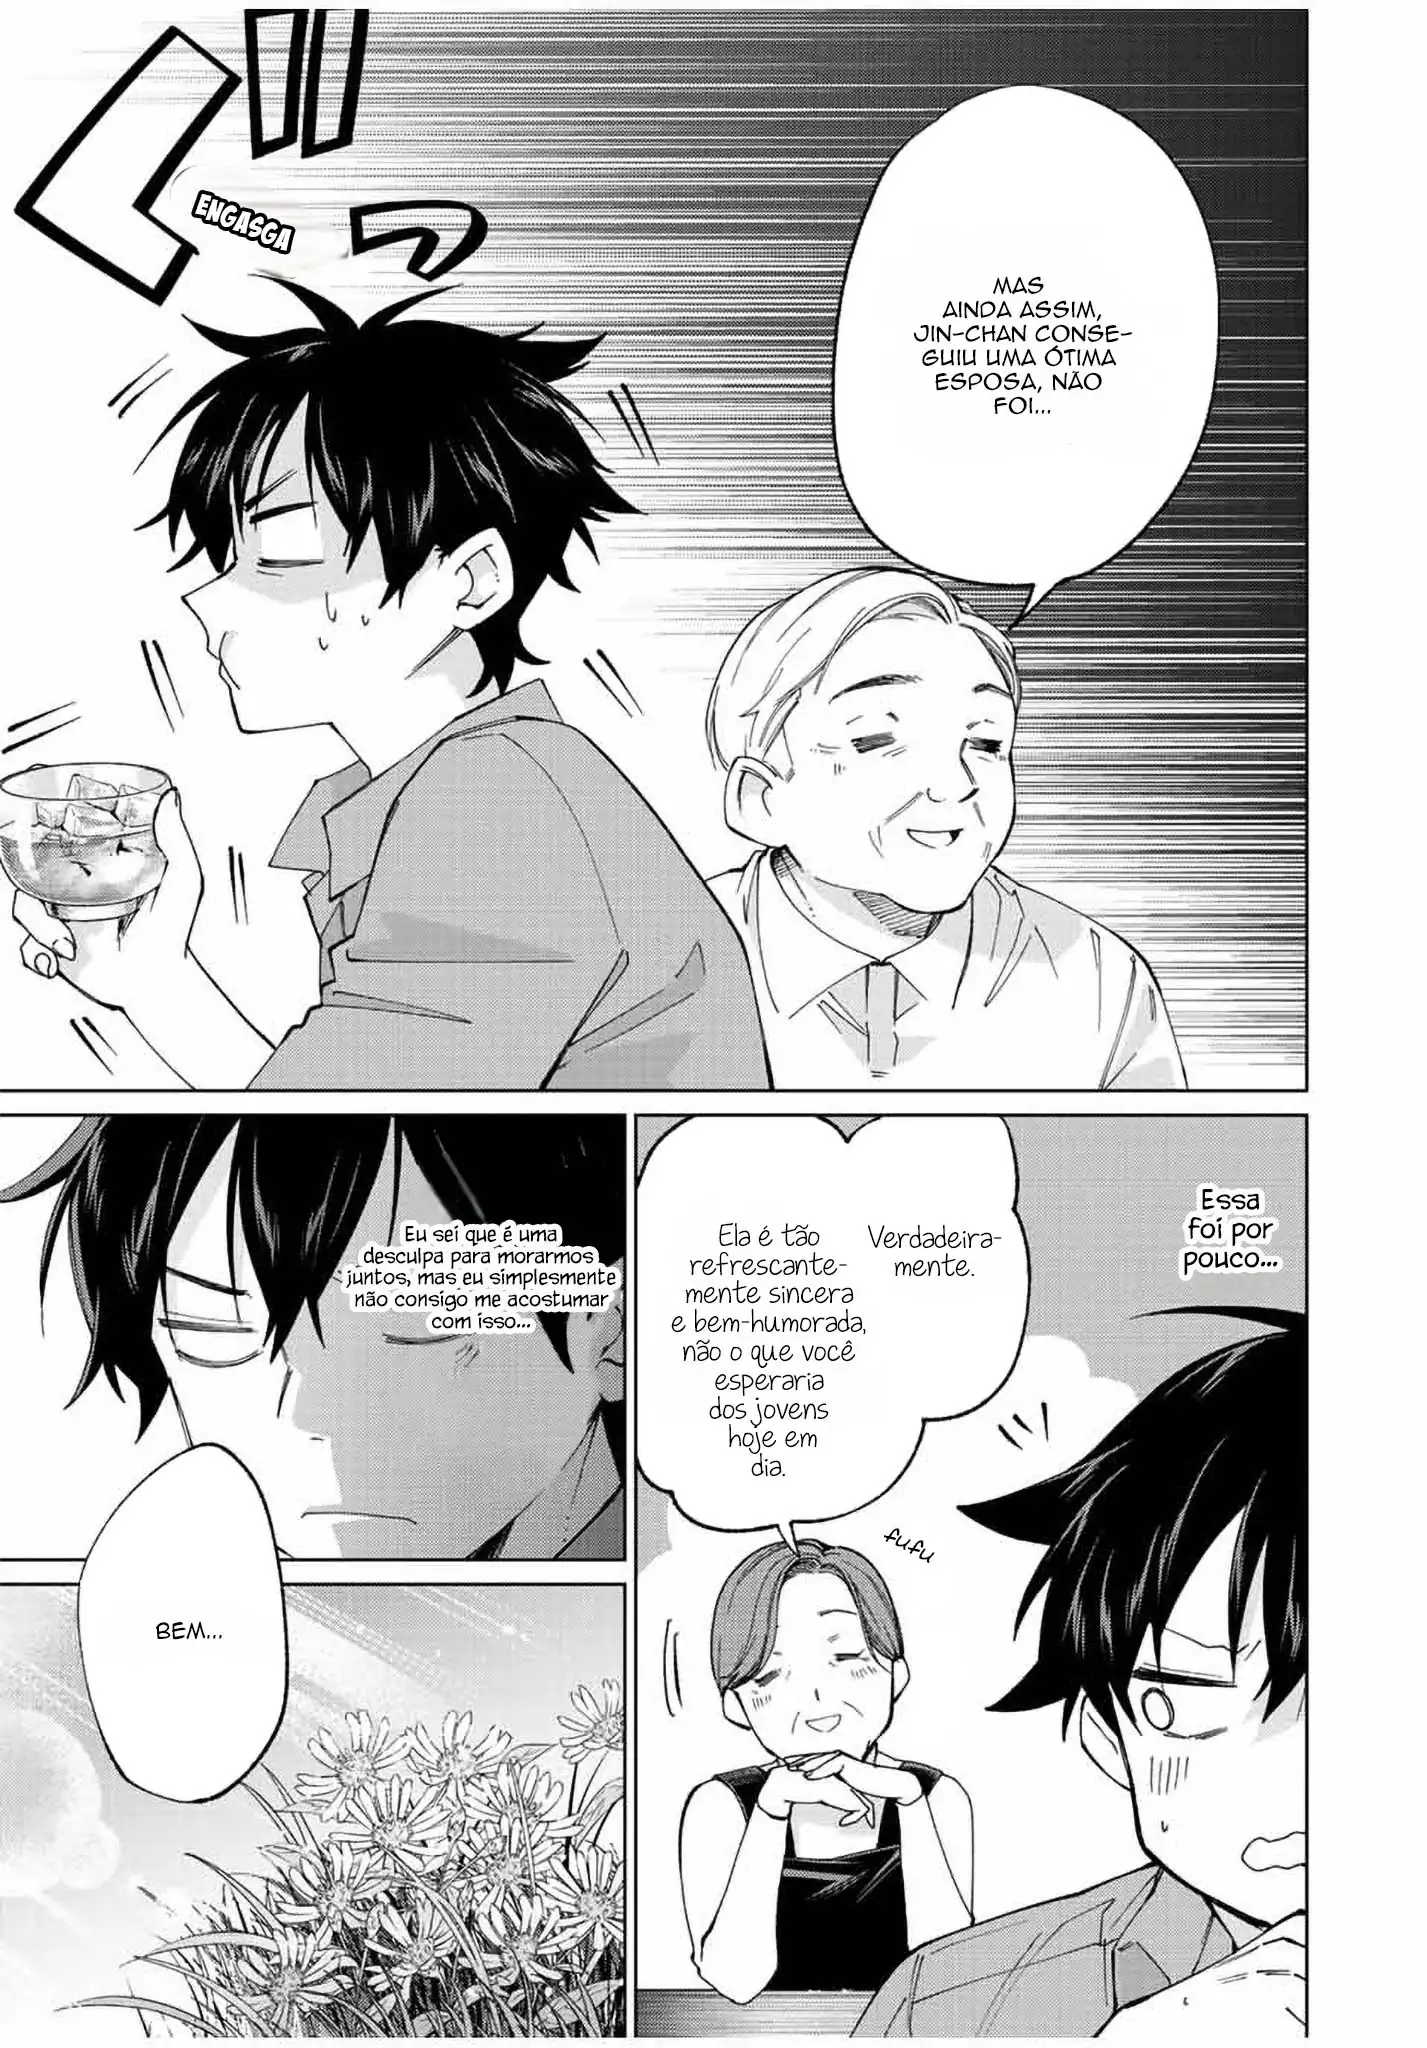 ENGASGA
MAS
AINDA ASSIM,
JIN-CHAN CONSE-
GUIU UMA ÓTIMA
ESPOSA, NÃO
FOI...
Essa
foi por
pouco...
Verdadeira-
mente.
Ela é tão
refrescante-
mente sincera
e bem-humorada,
não o que você
esperaria
dos jovens
hoje em
dia.
fufu
Eu sei que é uma
desculpa para morarmos
juntos, mas eu simplesmente
não consigo me acostumar
com isso...
BEM...